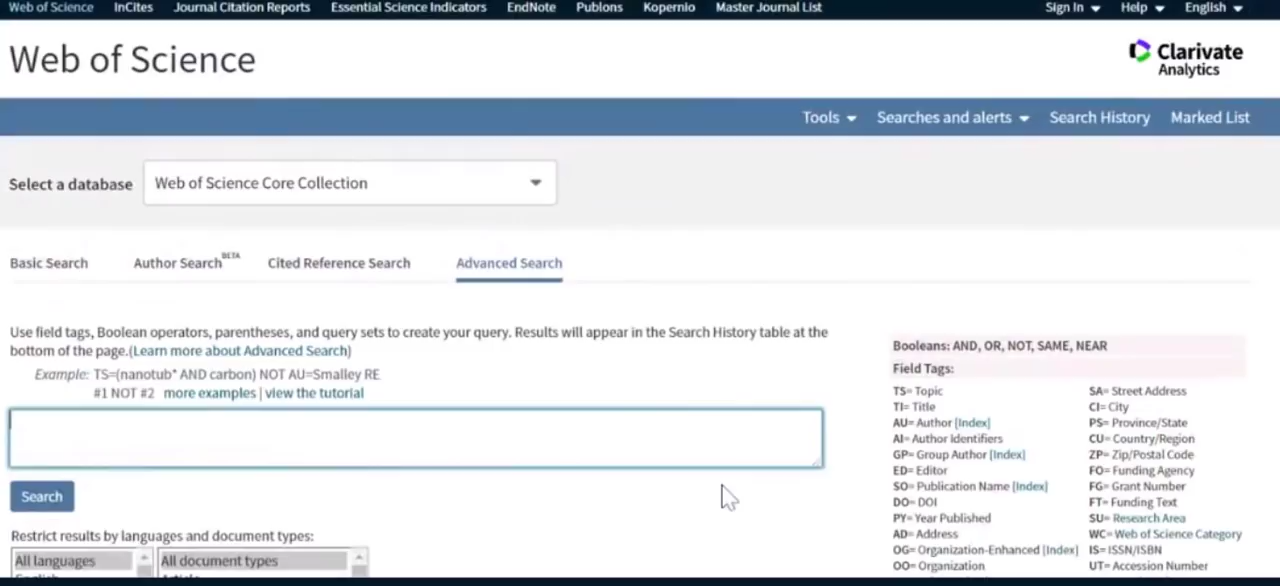 Web of Science InCites Journal Citation Reports Essential Science Indicators EndNote Publons Kopernio Master Journal List Sign In Help English
Web of Science
Clarivate
Analytics
Tools Searches and alerts Search History Marked List
Select a database Web of Science Core Collection
Basic Search Author Search BETA Cited Reference Search Advanced Search
Use field tags, Boolean operators, parentheses, and query sets to create your query. Results will appear in the Search History table at the
bottom of the page.(Learn more about Advanced Search)
Example: TS=(nanotub* AND carbon) NOT AU=Smalley RE
#1 NOT #2 more examples | view the tutorial
Search
Restrict results by languages and document types:
All languages All document types
English Article
Booleans: AND, OR, NOT, SAME, NEAR
Field Tags:
TS= Topic
TI= Title
AU= Author [Index]
AI= Author Identifiers
GP= Group Author [Index]
ED= Editor
SO= Publication Name [Index]
DO= DOI
PY= Year Published
AD= Address
OG= Organization-Enhanced [Index]
OO= Organization
SA= Street Address
CI= City
PS= Province/State
CU= Country/Region
ZP= Zip/Postal Code
FO= Funding Agency
FG= Grant Number
FT= Funding Text
SU= Research Area
WC= Web of Science Category
IS= ISSN/ISBN
UT= Accession Number